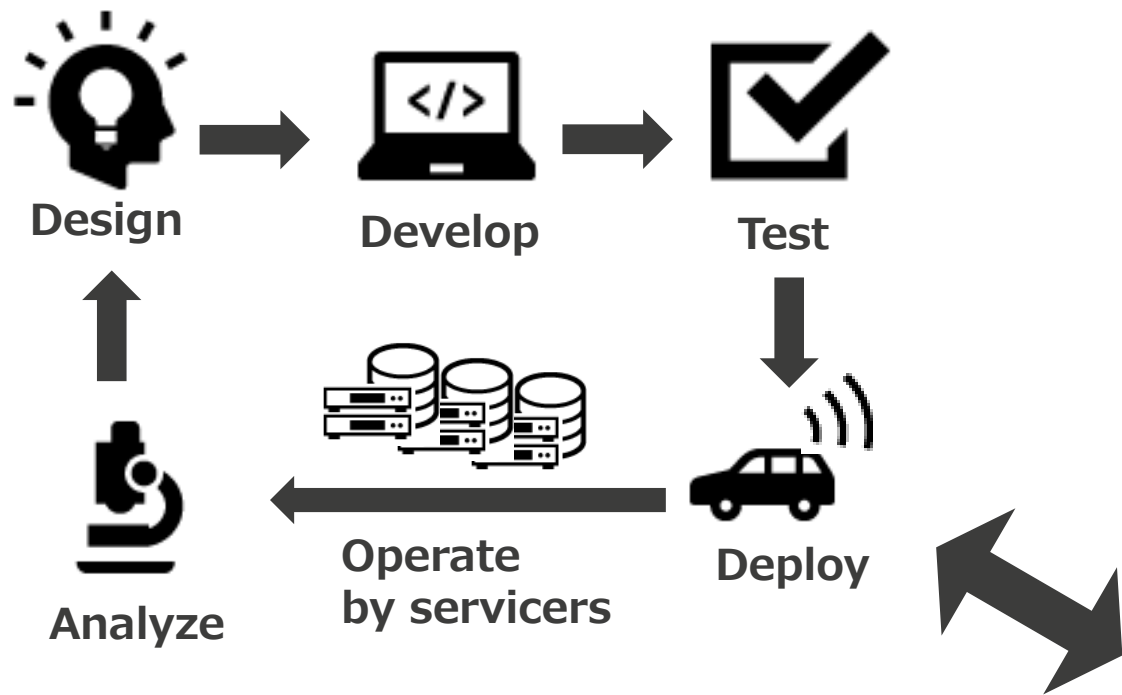 </>
Design
Develop
Test
Operate
by servicers
Deploy
Analyze